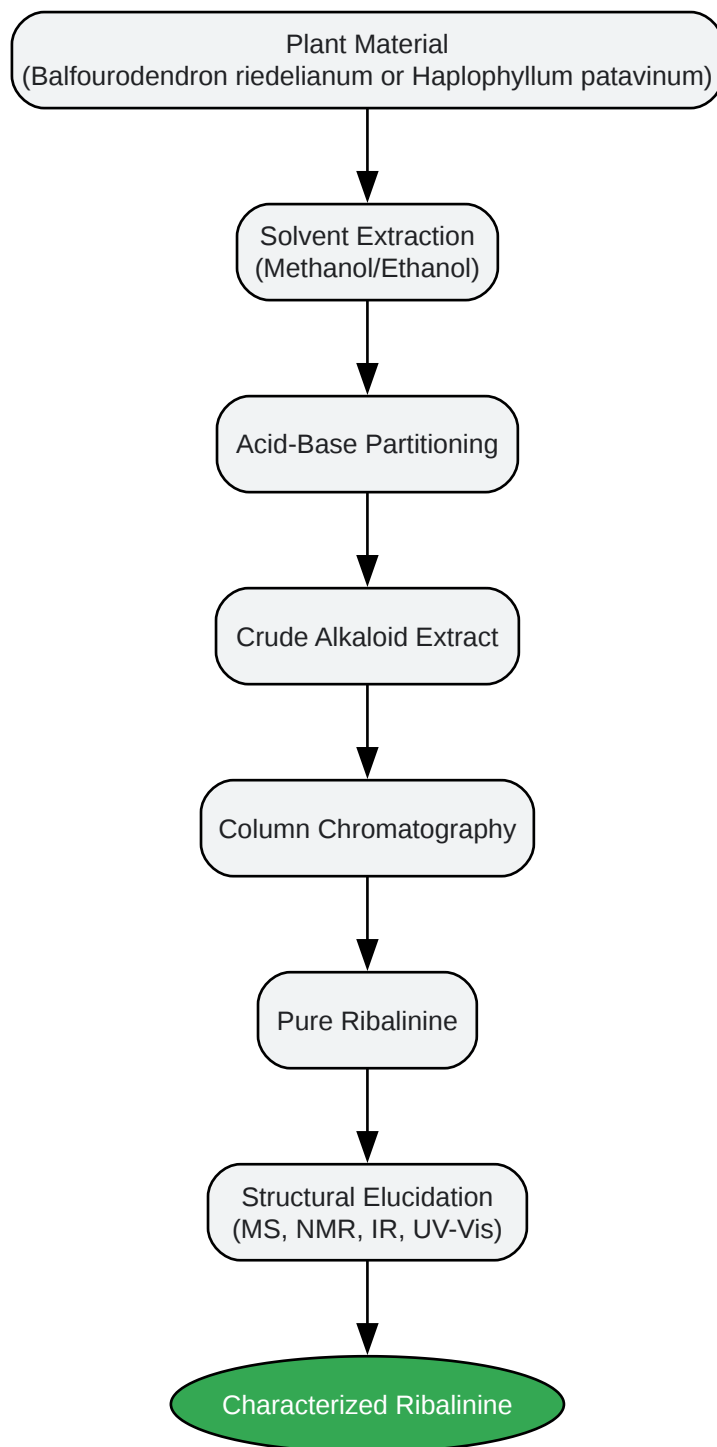 Plant Material
(Balfourodendron riedelianum or Haplophyllum patavinum)
Solvent Extraction
(Methanol/Ethanol)
Acid-Base Partitioning
Crude Alkaloid Extract
Column Chromatography
Pure Ribalinine
Structural Elucidation
(MS, NMR, IR, UV-Vis)
Characterized Ribalinine